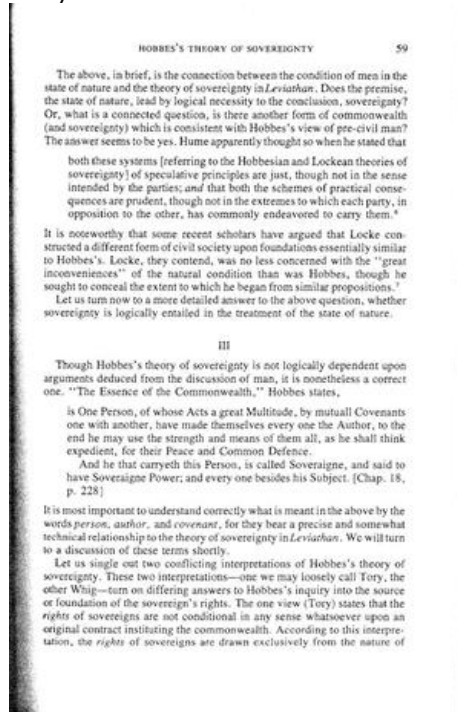 HOBBES'S THEORY OF SOVEREIGNTY 59
The above, in brief, is the connection between the condition of men in the
state of nature and the theory of sovereignty in Leviathan. Does the premise,
the state of nature, lead by logical necessity to the conclusion, sovereignty?
Or, what is a connected question, is there another form of commonwealth
(and sovereignty) which is consistent with Hobbes's view of pre-civil man?
The answer seems to be yes. Hume apparently thought so when he stated that
both these systems [referring to the Hobbesian and Lockean theories of
sovereignty] of speculative principles are just, though not in the sense
intended by the parties; and that both the schemes of practical conse-
quences are prudent, though not in the extremes to which each party, in
opposition to the other, has commonly endeavored to carry them.⁶
It is noteworthy that some recent scholars have argued that Locke con-
structed a different form of civil society upon foundations essentially similar
to Hobbes's. Locke, they contend, was no less concerned with the "great
inconveniences" of the natural condition than was Hobbes, though he
sought to conceal the extent to which he began from similar propositions.⁷
Let us turn now to a more detailed answer to the above question, whether
sovereignty is logically entailed in the treatment of the state of nature.
III
Though Hobbes's theory of sovereignty is not logically dependent upon
arguments deduced from the discussion of man, it is nonetheless a correct
one. "The Essence of the Commonwealth," Hobbes states,
is One Person, of whose Acts a great Multitude, by mutuall Covenants
one with another, have made themselves every one the Author, to the
end he may use the strength and means of them all, as he shall think
expedient, for their Peace and Common Defence.
And he that carryeth this Person, is called Soveraigne, and said to
have Soveraigne Power; and every one besides his Subject. [Chap. 18,
p. 228]
It is most important to understand correctly what is meant in the above by the
words person, author, and covenant, for they bear a precise and somewhat
technical relationship to the theory of sovereignty in Leviathan. We will turn
to a discussion of these terms shortly.
Let us single out two conflicting interpretations of Hobbes's theory of
sovereignty. These two interpretations—one we may loosely call Tory, the
other Whig—turn on differing answers to Hobbes's inquiry into the source
or foundation of the sovereign's rights. The one view (Tory) states that the
rights of sovereigns are not conditional in any sense whatsoever upon an
original contract instituting the commonwealth. According to this interpre-
tation, the rights of sovereigns are drawn exclusively from the nature of